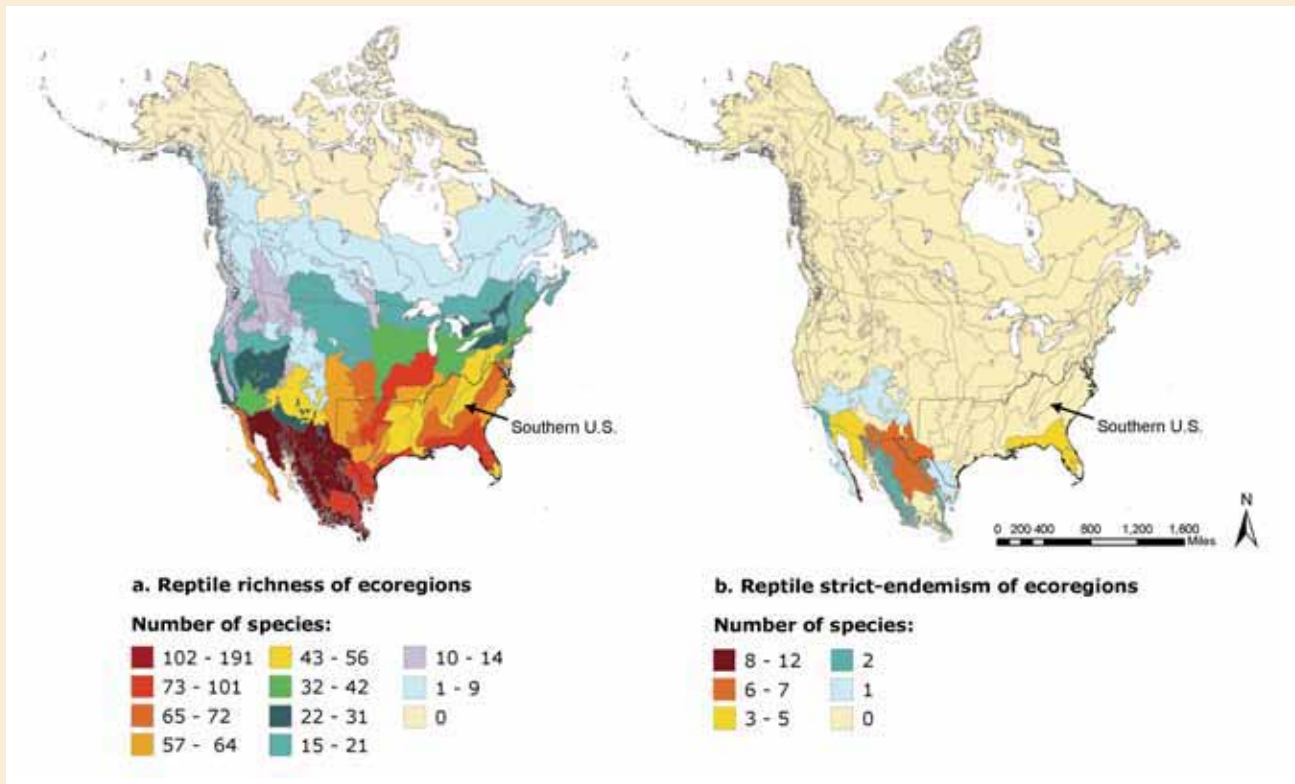 Southern U.S.
Southern U.S.
N
0 200 400 800 1,200 1,600
Miles
a. Reptile richness of ecoregions
Number of species:
102 - 191
73 - 101
65 - 72
57 - 64
43 - 56
32 - 42
22 - 31
15 - 21
10 - 14
1 - 9
0
b. Reptile strict-endemism of ecoregions
Number of species:
8 - 12
6 - 7
3 - 5
2
1
0